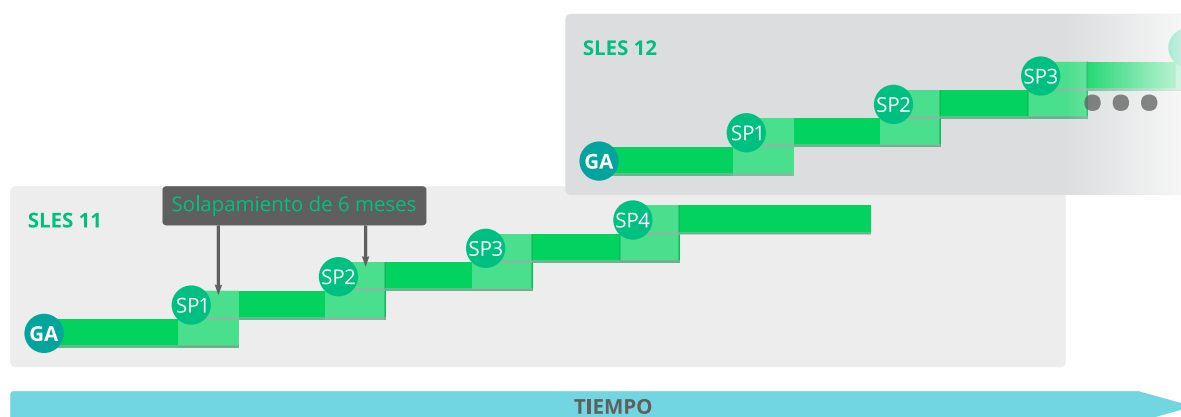 SLES 12
SP3
SP2
SP1
GA
Solapamiento de 6 meses
SLES 11
SP4
SP3
SP2
SP1
GA
TIEMPO